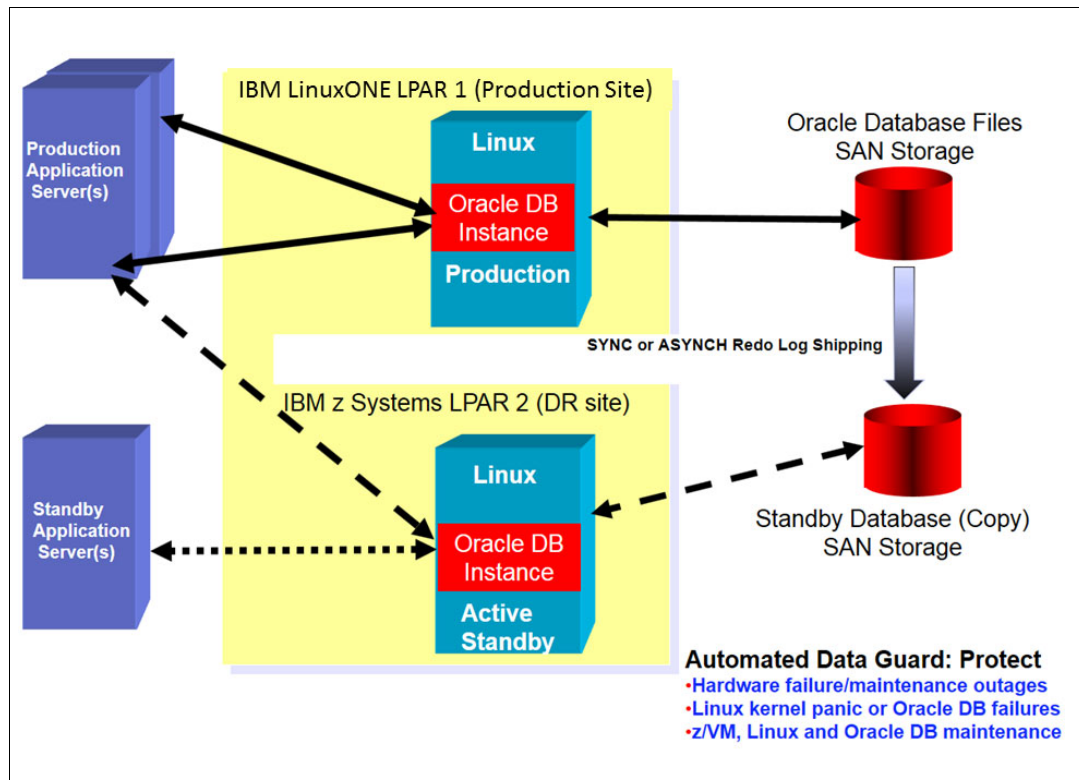 IBM LinuxONE LPAR 1 (Production Site)
Production
Application
Server(s)
Linux
Oracle DB
Instance
Production
Oracle Database Files
SAN Storage
SYNC or ASYNCH Redo Log Shipping
IBM z Systems LPAR 2 (DR site)
Standby
Application
Server(s)
Linux
Oracle DB
Instance
Active
Standby
Standby Database (Copy)
SAN Storage
Automated Data Guard: Protect
•Hardware failure/maintenance outages
•Linux kernel panic or Oracle DB failures
•z/VM, Linux and Oracle DB maintenance